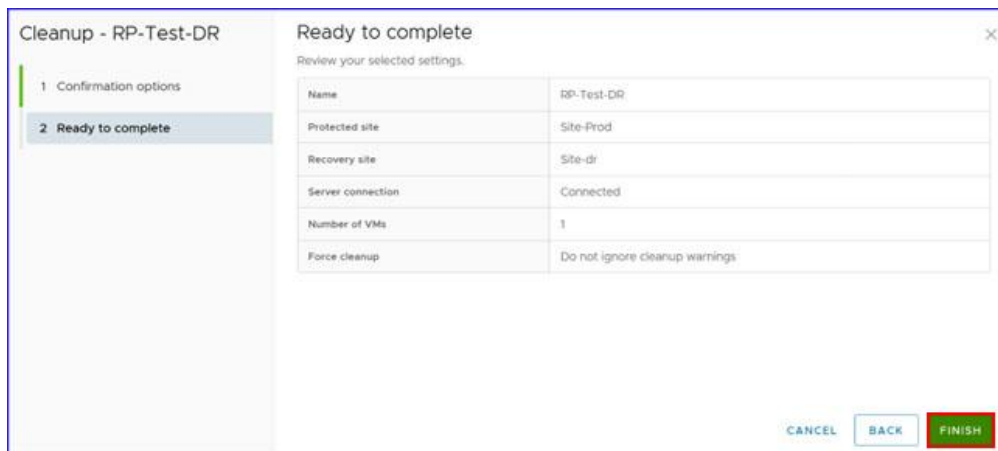 Cleanup - RP-Test-DR
1 Confirmation options
2 Ready to complete
Ready to complete
Review your selected settings.
Name RP-Test-DR
Protected site Site-Prod
Recovery site Site-dr
Server connection Connected
Number of VMs 1
Force cleanup Do not ignore cleanup warnings
CANCEL BACK FINISH